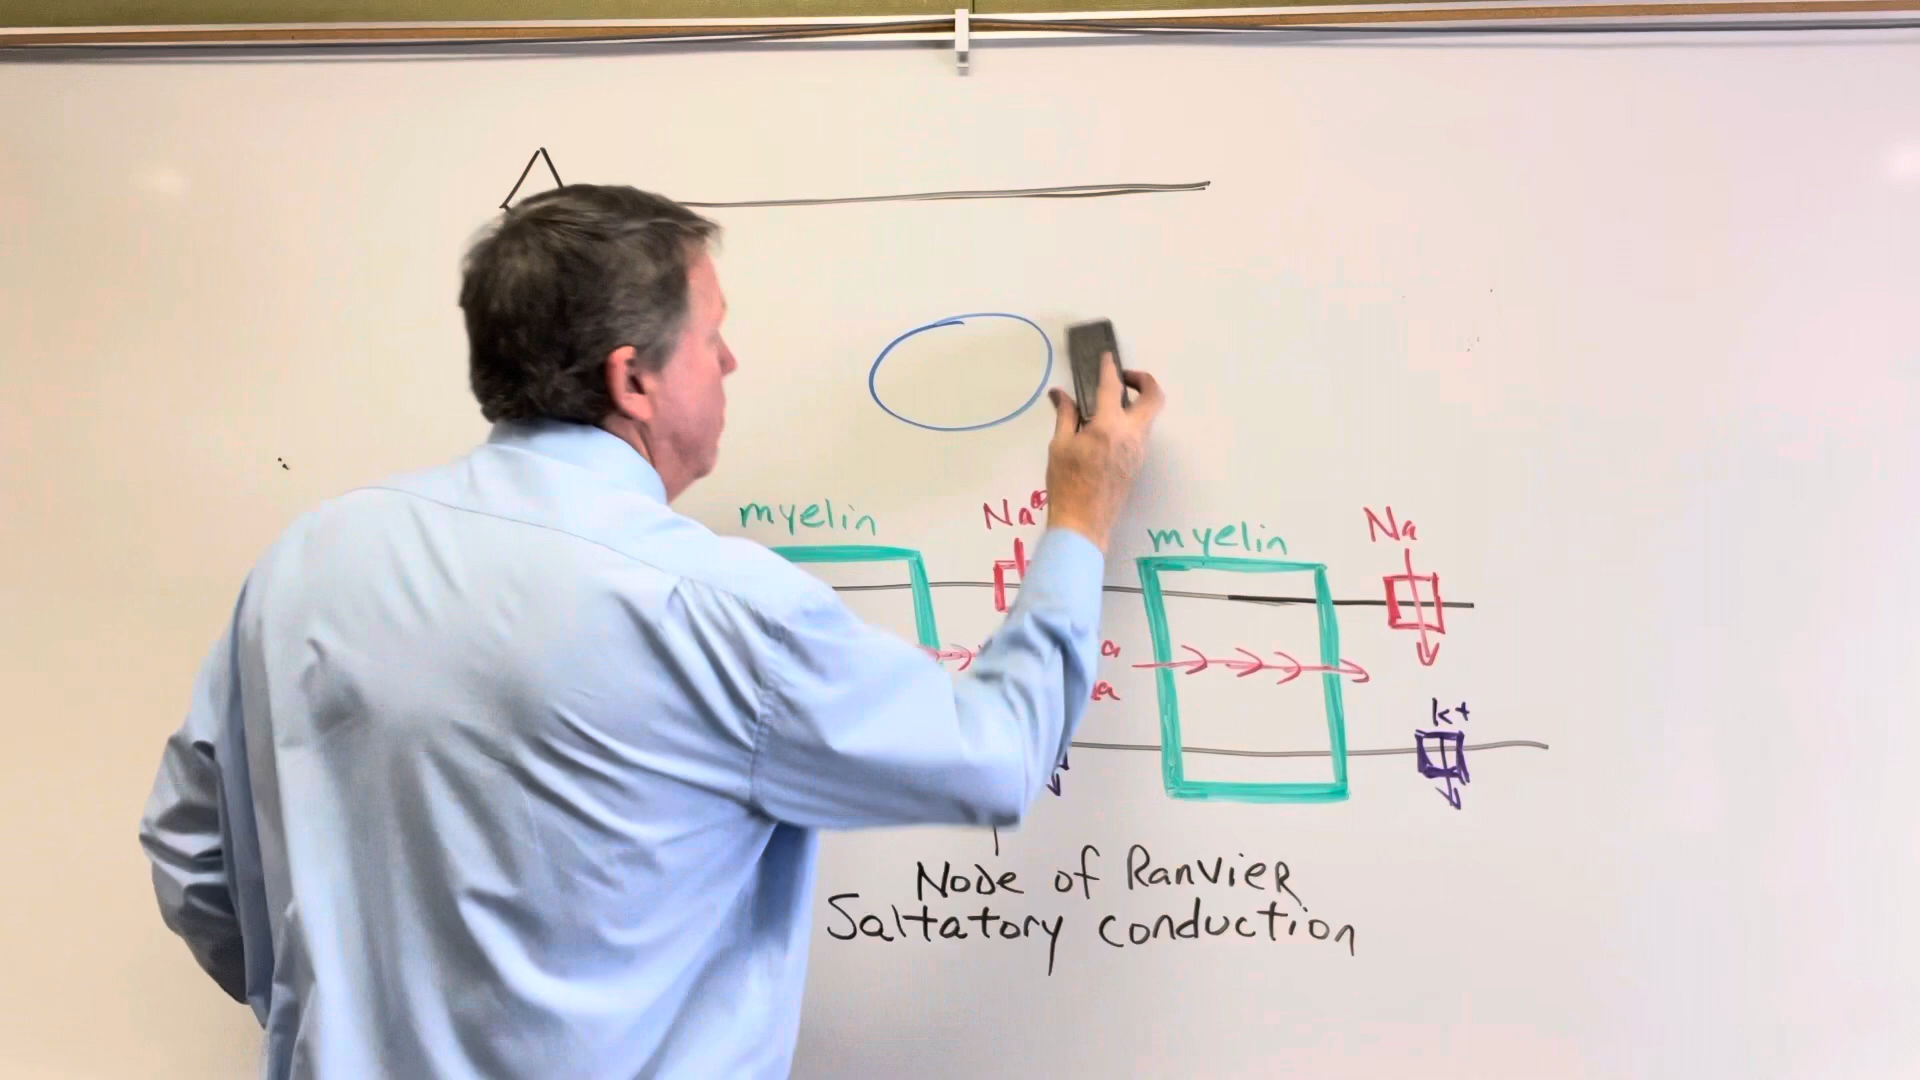 myelin
Na⊕
myelin
Na
a
a
k+
Node of Ranvier
Saltatory conduction